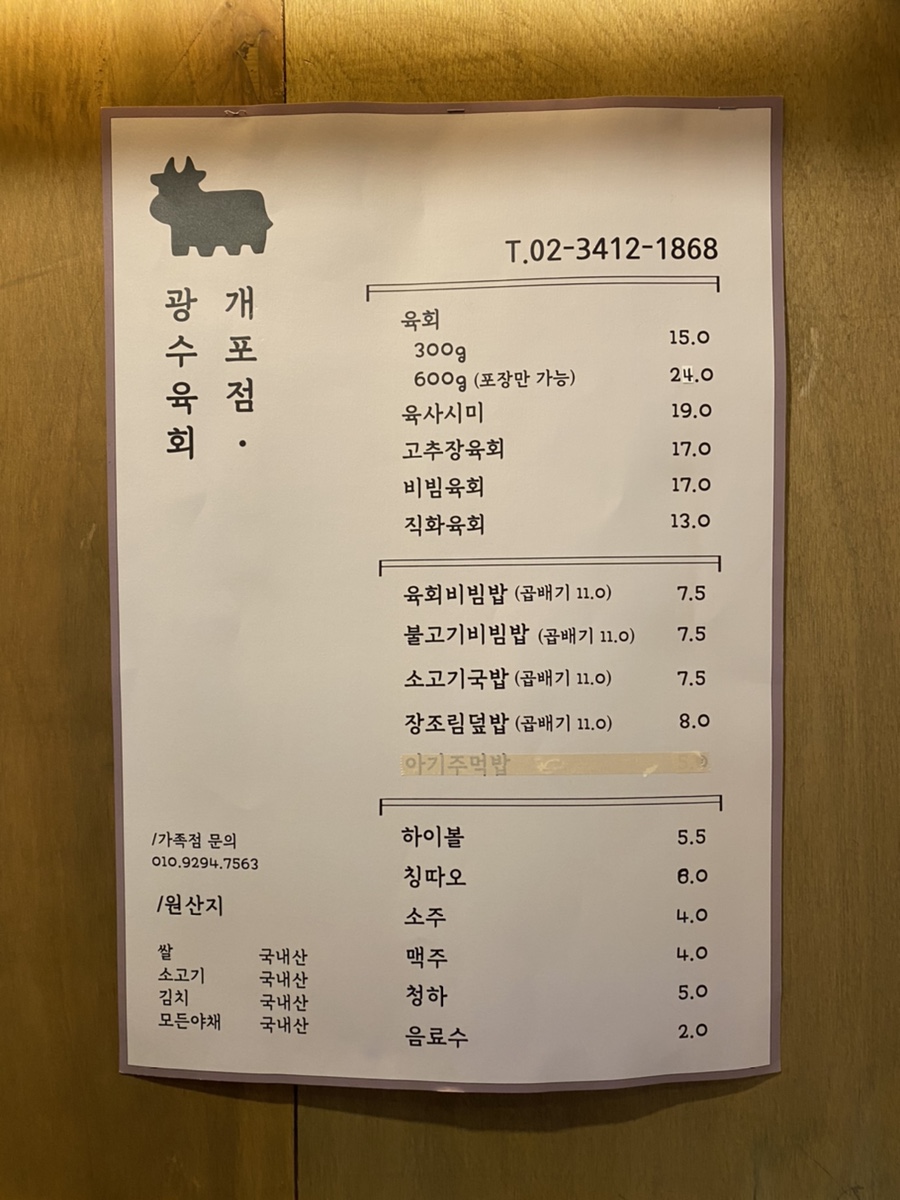 개포점 ·
광수육회
T.02-3412-1868
육회
300g 15.0
600g (포장만 가능) 24.0
육사시미 19.0
고추장육회 17.0
비빔육회 17.0
직화육회 13.0
육회비빔밥 (곱배기 11.0) 7.5
불고기비빔밥 (곱배기 11.0) 7.5
소고기국밥 (곱배기 11.0) 7.5
장조림덮밥 (곱배기 11.0) 8.0
아기주먹밥
하이볼 5.5
칭따오 6.0
소주 4.0
맥주 4.0
청하 5.0
음료수 2.0
/가족점 문의
010.9294.7563
/원산지
쌀 국내산
소고기 국내산
김치 국내산
모든야채 국내산